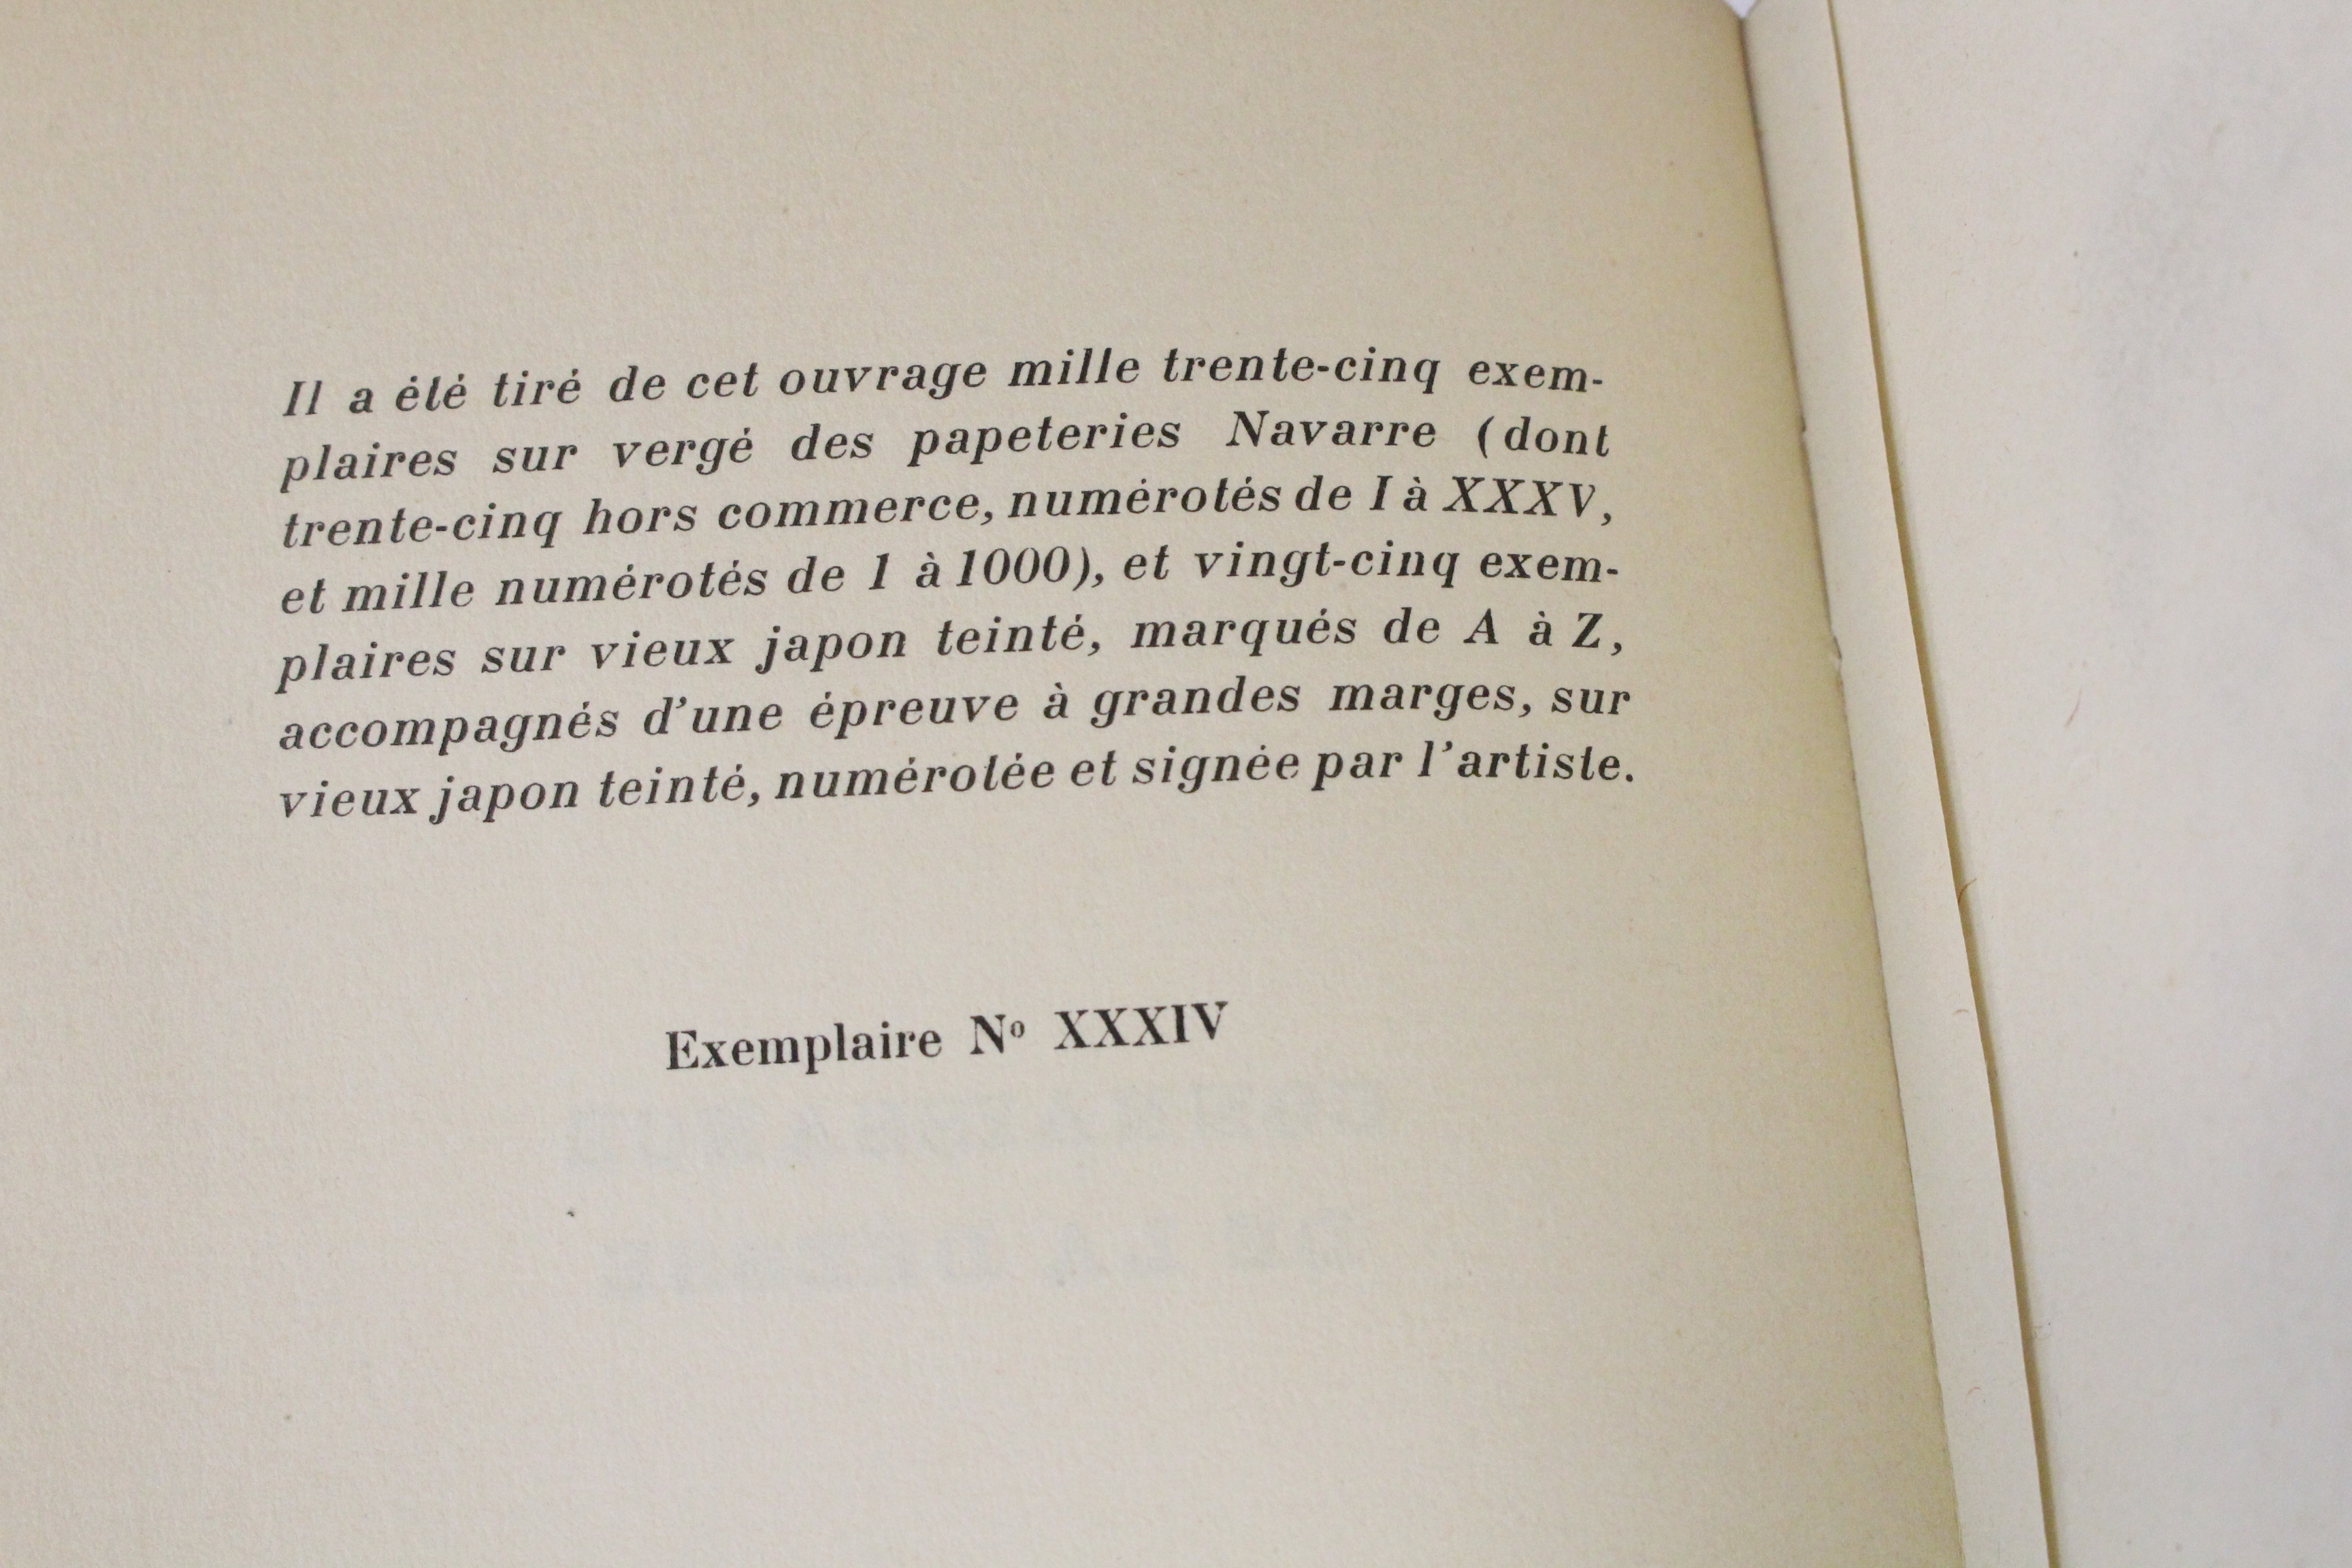 Il a été tiré de cet ouvrage mille trente-cinq exem-
plaires sur vergé des papeteries Navarre (dont
trente-cinq hors commerce, numérotés de I à XXXV,
et mille numérotés de 1 à 1000), et vingt-cinq exem-
plaires sur vieux japon teinté, marqués de A à Z,
accompagnés d'une épreuve à grandes marges, sur
vieux japon teinté, numérotée et signée par l'artiste.
Exemplaire Nº XXXIV